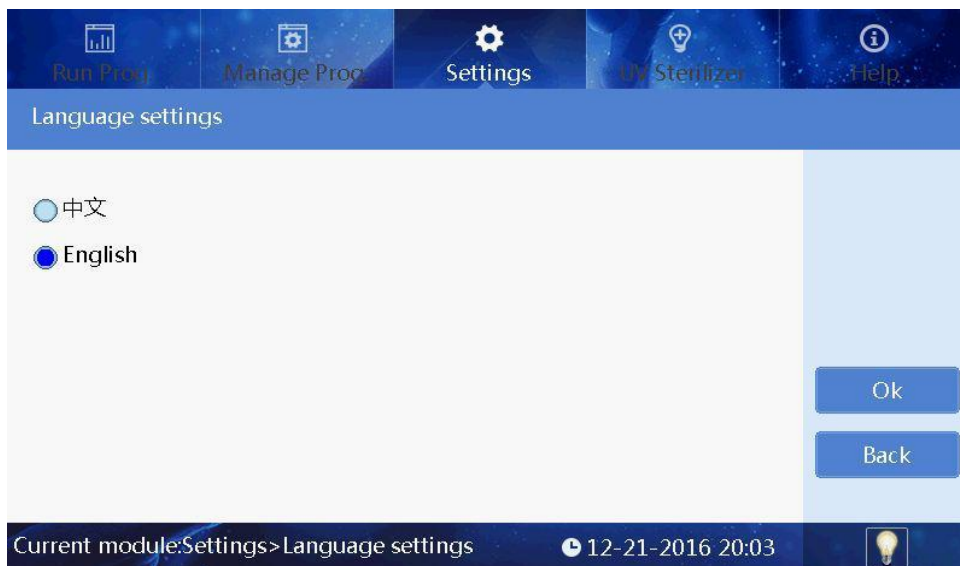 Run Prog.
Manage Prog.
Settings
UV Sterilizer
Help
Language settings
中文
English
Ok
Back
Current module:Settings>Language settings
12-21-2016 20:03